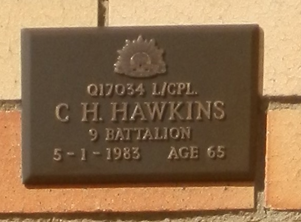 Q17034 L/CPL.
C H. HAWKINS
9 BATTALION
5-1-1983 AGE 65